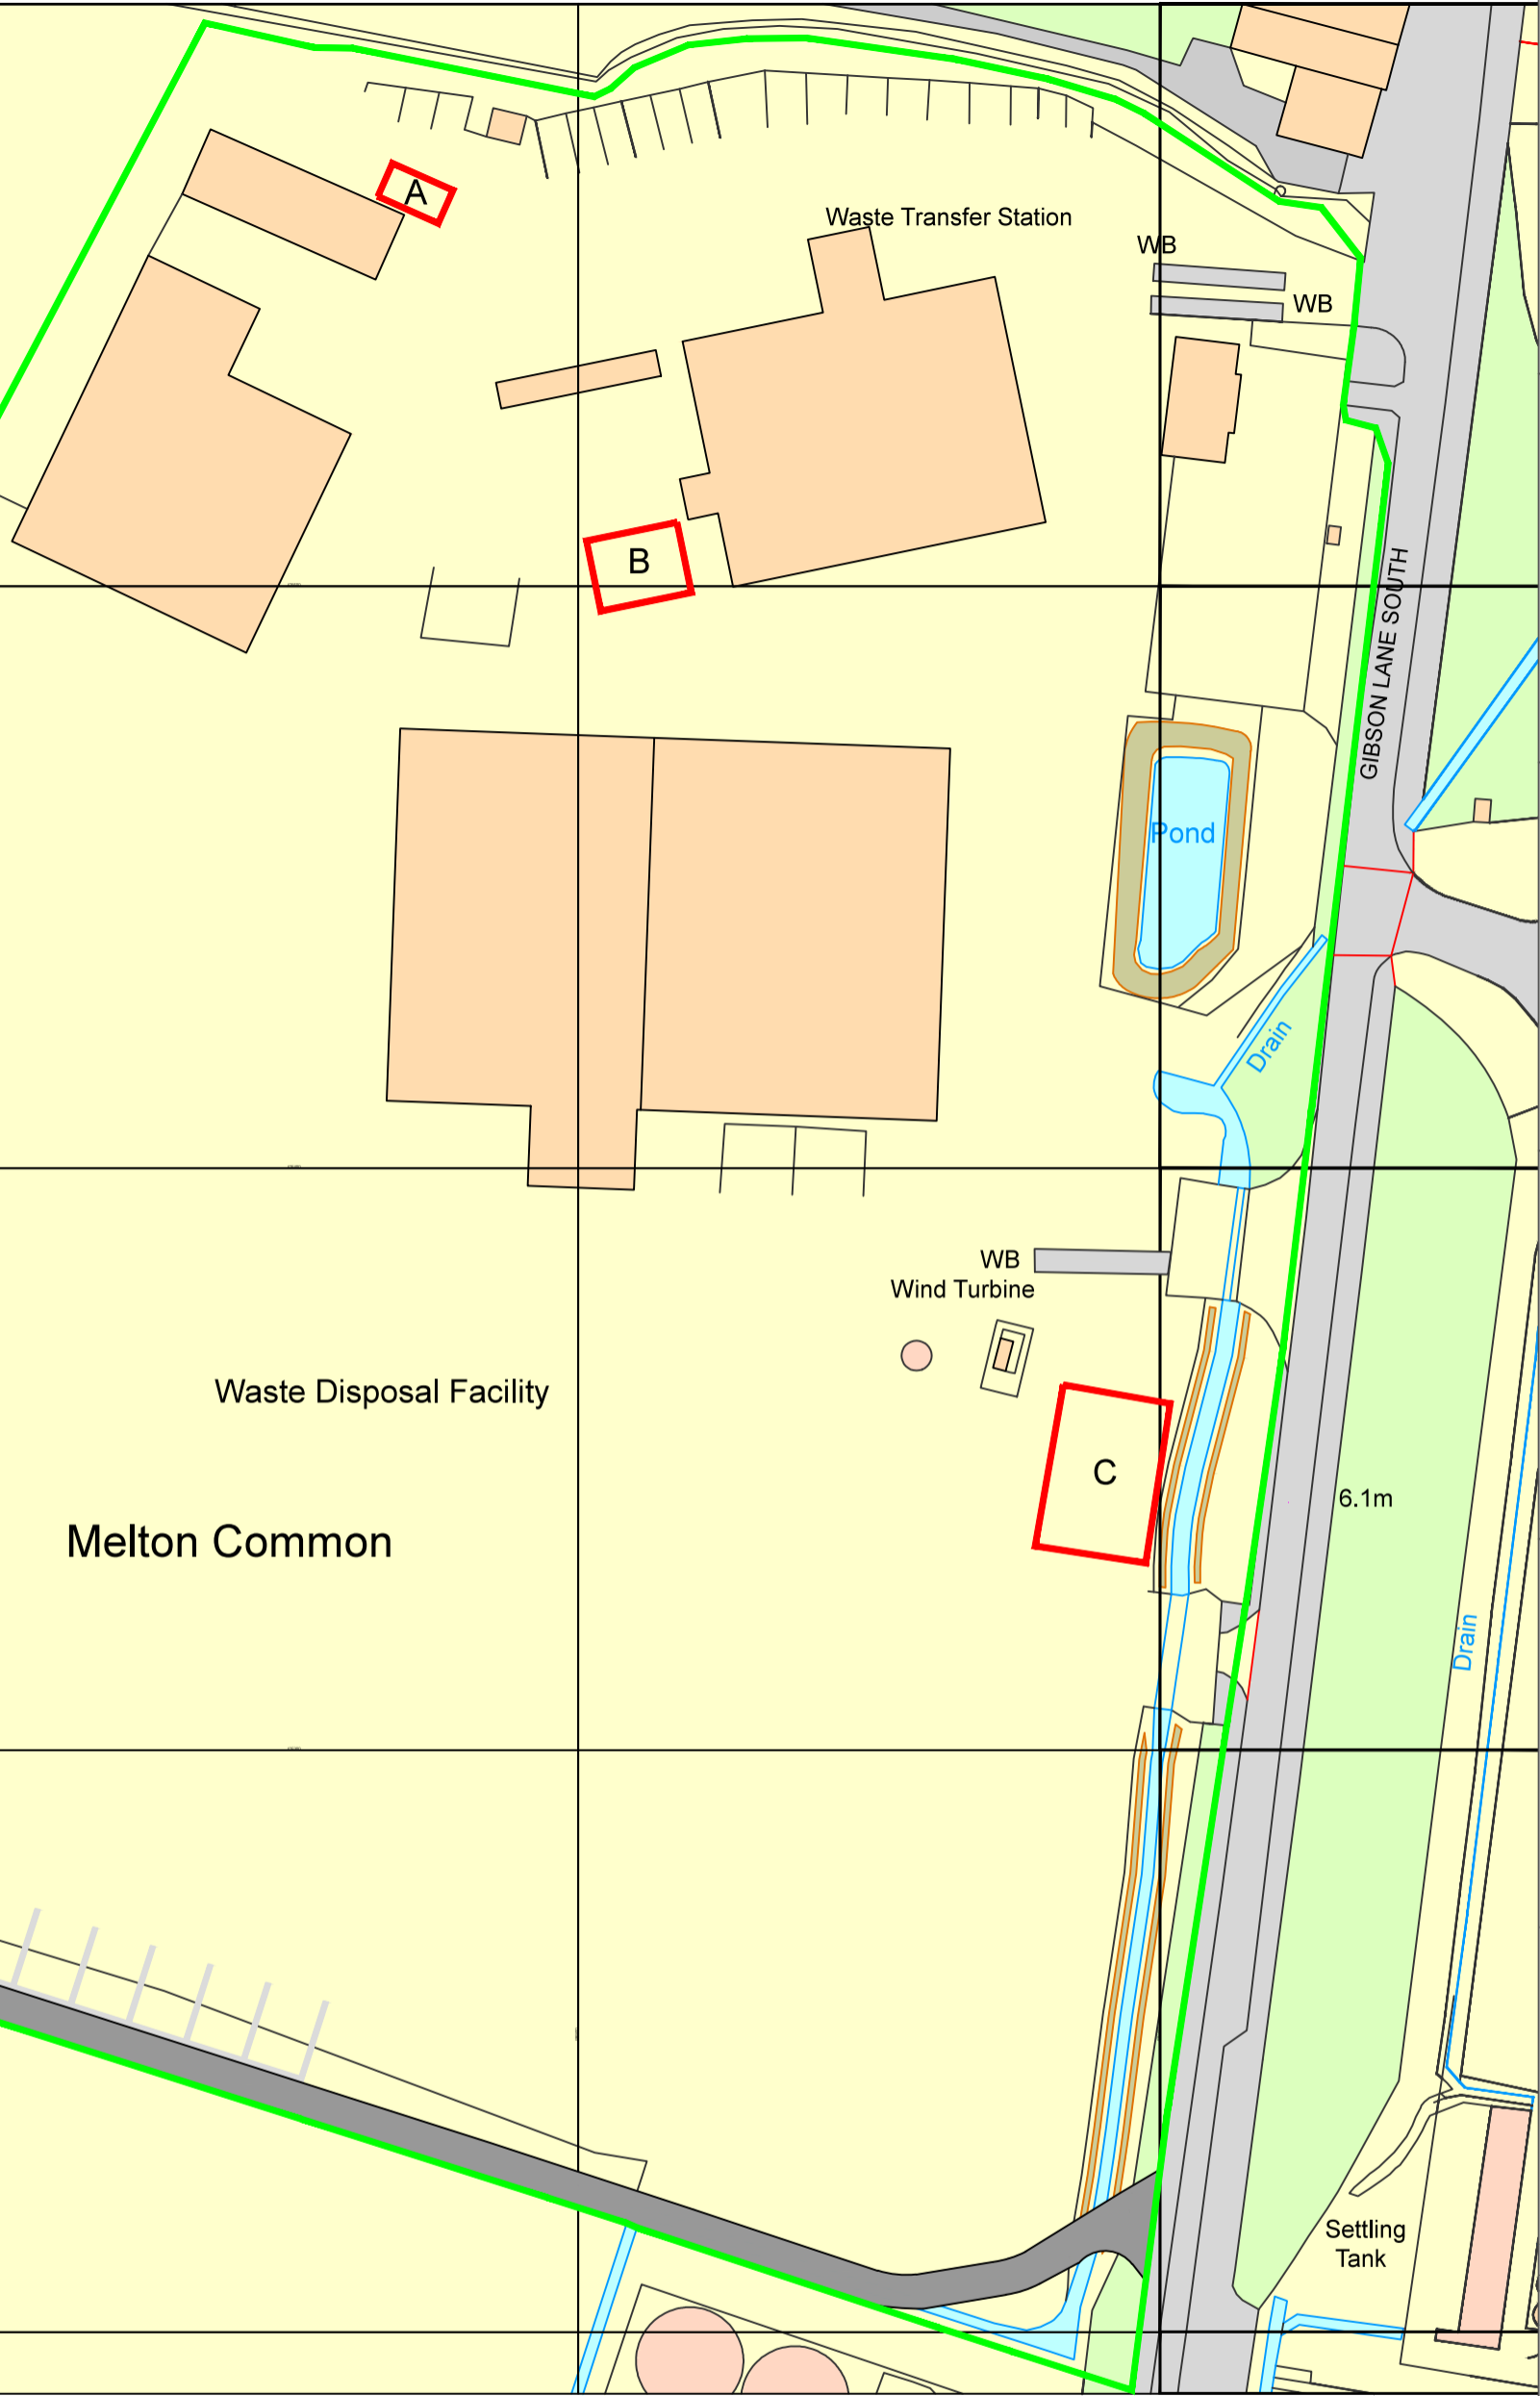 A
Waste Transfer Station
WB
WB
B
GIBSON LANE SOUTH
Pond
Drain
WB
Wind Turbine
Waste Disposal Facility
C
6.1m
Melton Common
Drain
Settling
Tank